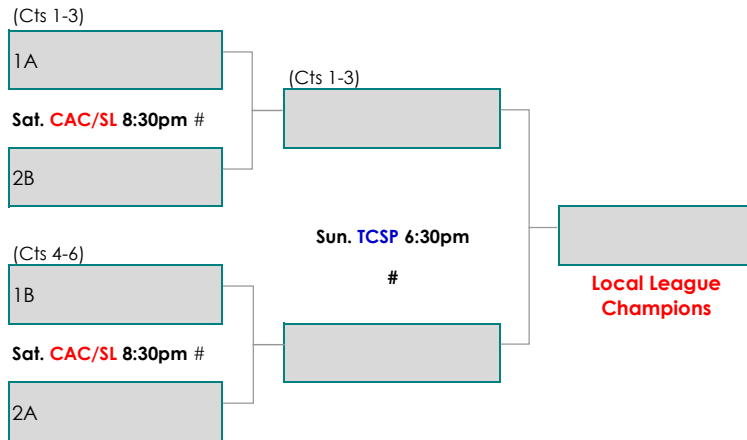 (Cts 1-3)
1A
Sat. CAC/SL 8:30pm #
2B
(Cts 1-3)
Sun. TCSP 6:30pm
#
(Cts 4-6)
1B
Sat. CAC/SL 8:30pm #
2A
Local League
Champions